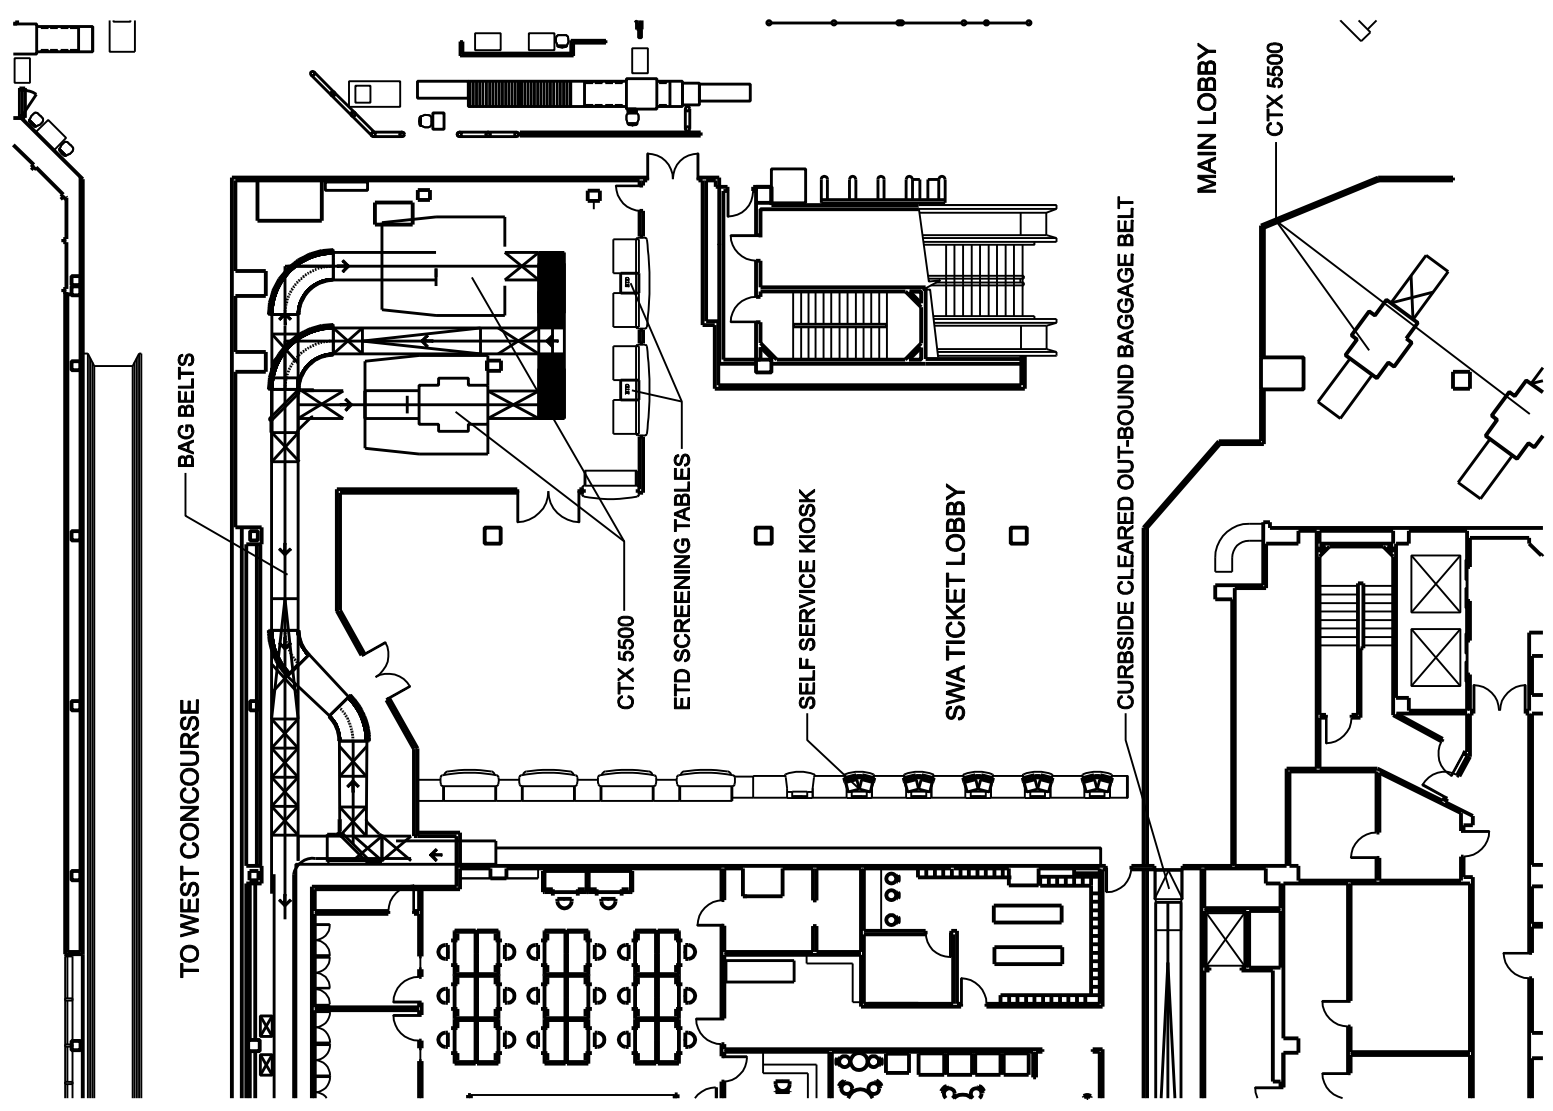 TO WEST CONCOURSE
BAG BELTS
CTX 5500
ETD SCREENING TABLES
SELF SERVICE KIOSK
SWA TICKET LOBBY
CURBSIDE CLEARED OUT-BOUND BAGGAGE BELT
MAIN LOBBY
CTX 5500